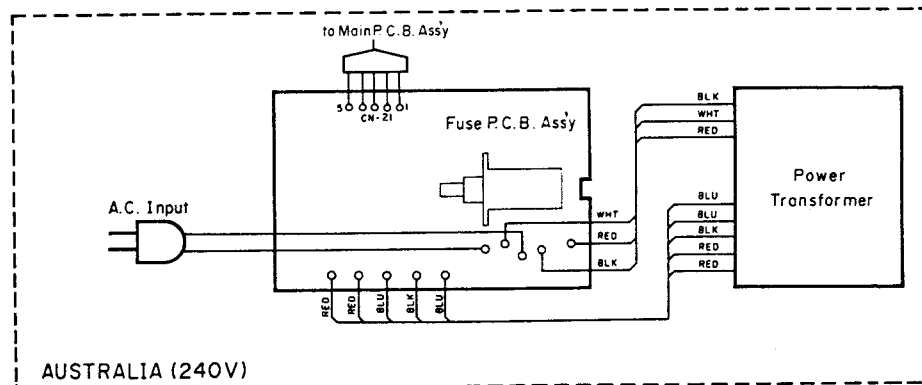 to Main P.C.B. Ass'y
5 1
CN-21
Fuse P.C.B. Ass'y
A.C. Input
WHT
RED
BLK
BLK
WHT
RED
BLU
BLU
BLK
RED
RED
Power
Transformer
RED
RED
BLU
BLK
BLU
AUSTRALIA (240V)